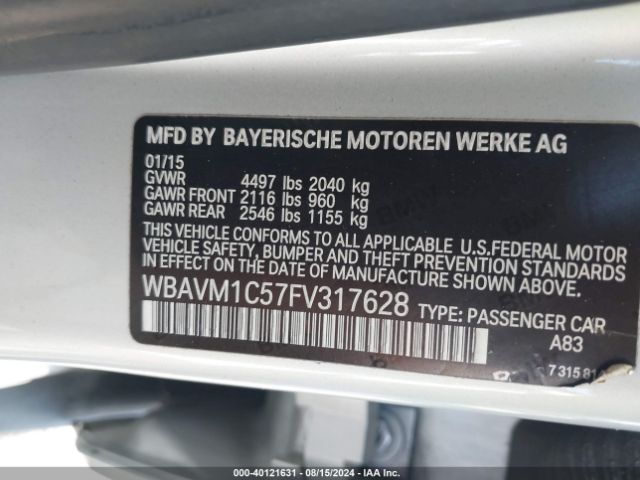 MFD BY BAYERISCHE MOTOREN WERKE AG
01/15
GVWR 4497 lbs 2040 kg
GAWR FRONT 2116 lbs 960 kg
GAWR REAR 2546 lbs 1155 kg
THIS VEHICLE CONFORMS TO ALL APPLICABLE U.S.FEDERAL MOTOR
VEHICLE SAFETY, BUMPER AND THEFT PREVENTION STANDARDS
IN EFFECT ON THE DATE OF MANUFACTURE SHOWN ABOVE.
WBAVM1C57FV317628 TYPE: PASSENGER CAR
A83
000-40121631 - 08/15/2024 - IAA Inc.